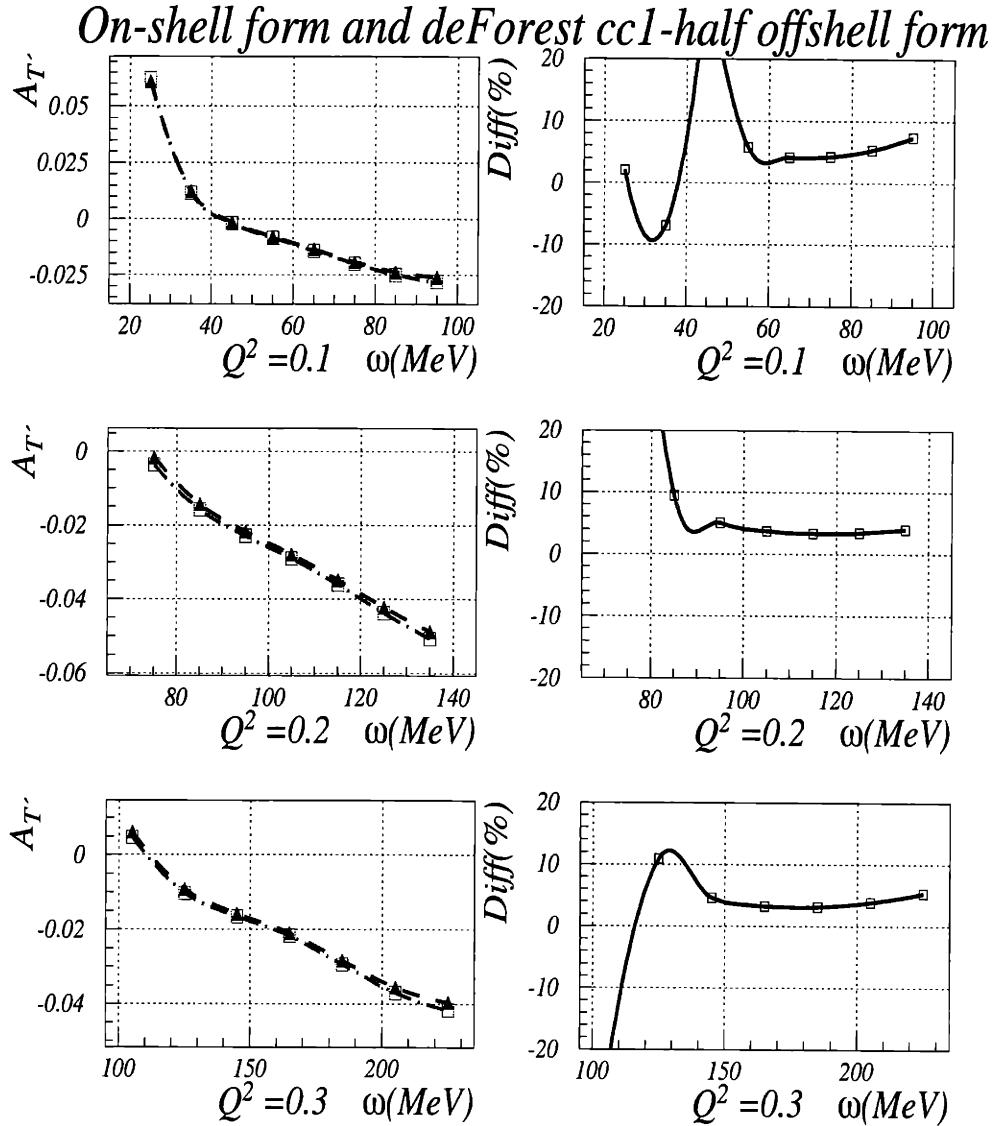 On-shell form and deForest cc1-half offshell form
A_T´
0.05
0.025
0
-0.025
20 40 60 80 100
Q² =0.1 ω(MeV)
Diff(%)
20
10
0
-10
-20
20 40 60 80 100
Q² =0.1 ω(MeV)
A_T´
0
-0.02
-0.04
-0.06
80 100 120 140
Q² =0.2 ω(MeV)
Diff(%)
20
10
0
-10
-20
80 100 120 140
Q² =0.2 ω(MeV)
A_T´
0
-0.02
-0.04
100 150 200
Q² =0.3 ω(MeV)
Diff(%)
20
10
0
-10
-20
100 150 200
Q² =0.3 ω(MeV)